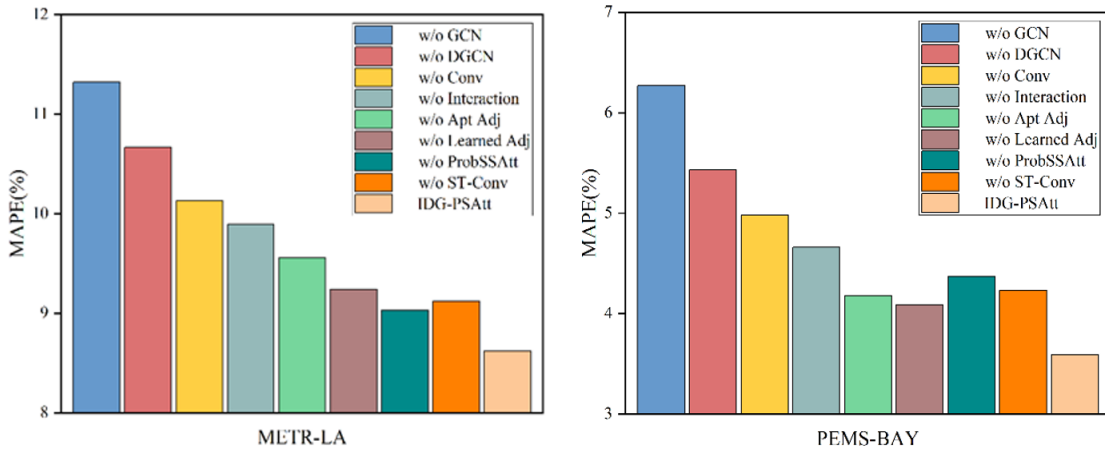 12
11
10
9
8
MAPE(%)
w/o GCN
w/o DGCN
w/o Conv
w/o Interaction
w/o Apt Adj
w/o Learned Adj
w/o ProbSSAtt
w/o ST-Conv
IDG-PSAtt
METR-LA
7
6
5
4
3
MAPE(%)
w/o GCN
w/o DGCN
w/o Conv
w/o Interaction
w/o Apt Adj
w/o Learned Adj
w/o ProbSSAtt
w/o ST-Conv
IDG-PSAtt
PEMS-BAY